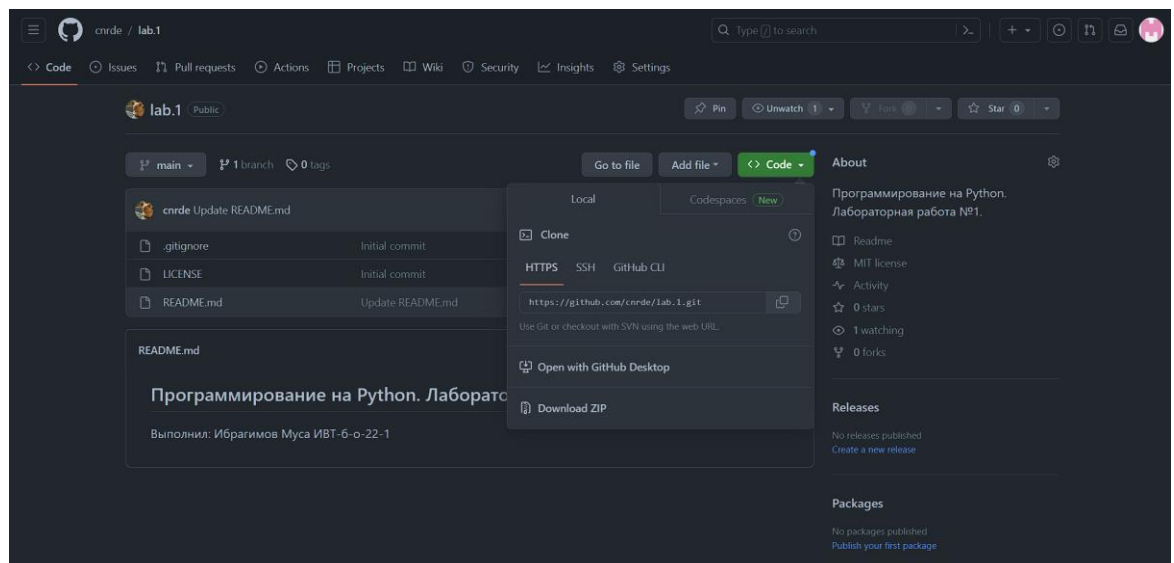 cnrde / lab.1
Type / to search
Code Issues Pull requests Actions Projects Wiki Security Insights Settings
lab.1 Public
Pin Unwatch 1 Fork 0 Star 0
main 1 branch 0 tags
Go to file Add file <> Code
cnrde Update README.md
.gitignore Initial commit
LICENSE Initial commit
README.md Update README.md
README.md
Программирование на Python. Лаборато
Выполнил: Ибрагимов Муса ИВТ-б-о-22-1
Local Codespaces New
Clone
HTTPS SSH GitHub CLI
https://github.com/cnrde/lab.1.git
Use Git or checkout with SVN using the web URL.
Open with GitHub Desktop
Download ZIP
About
Программирование на Python.
Лабораторная работа №1.
Readme
MIT license
Activity
0 stars
1 watching
0 forks
Releases
No releases published
Create a new release
Packages
No packages published
Publish your first package